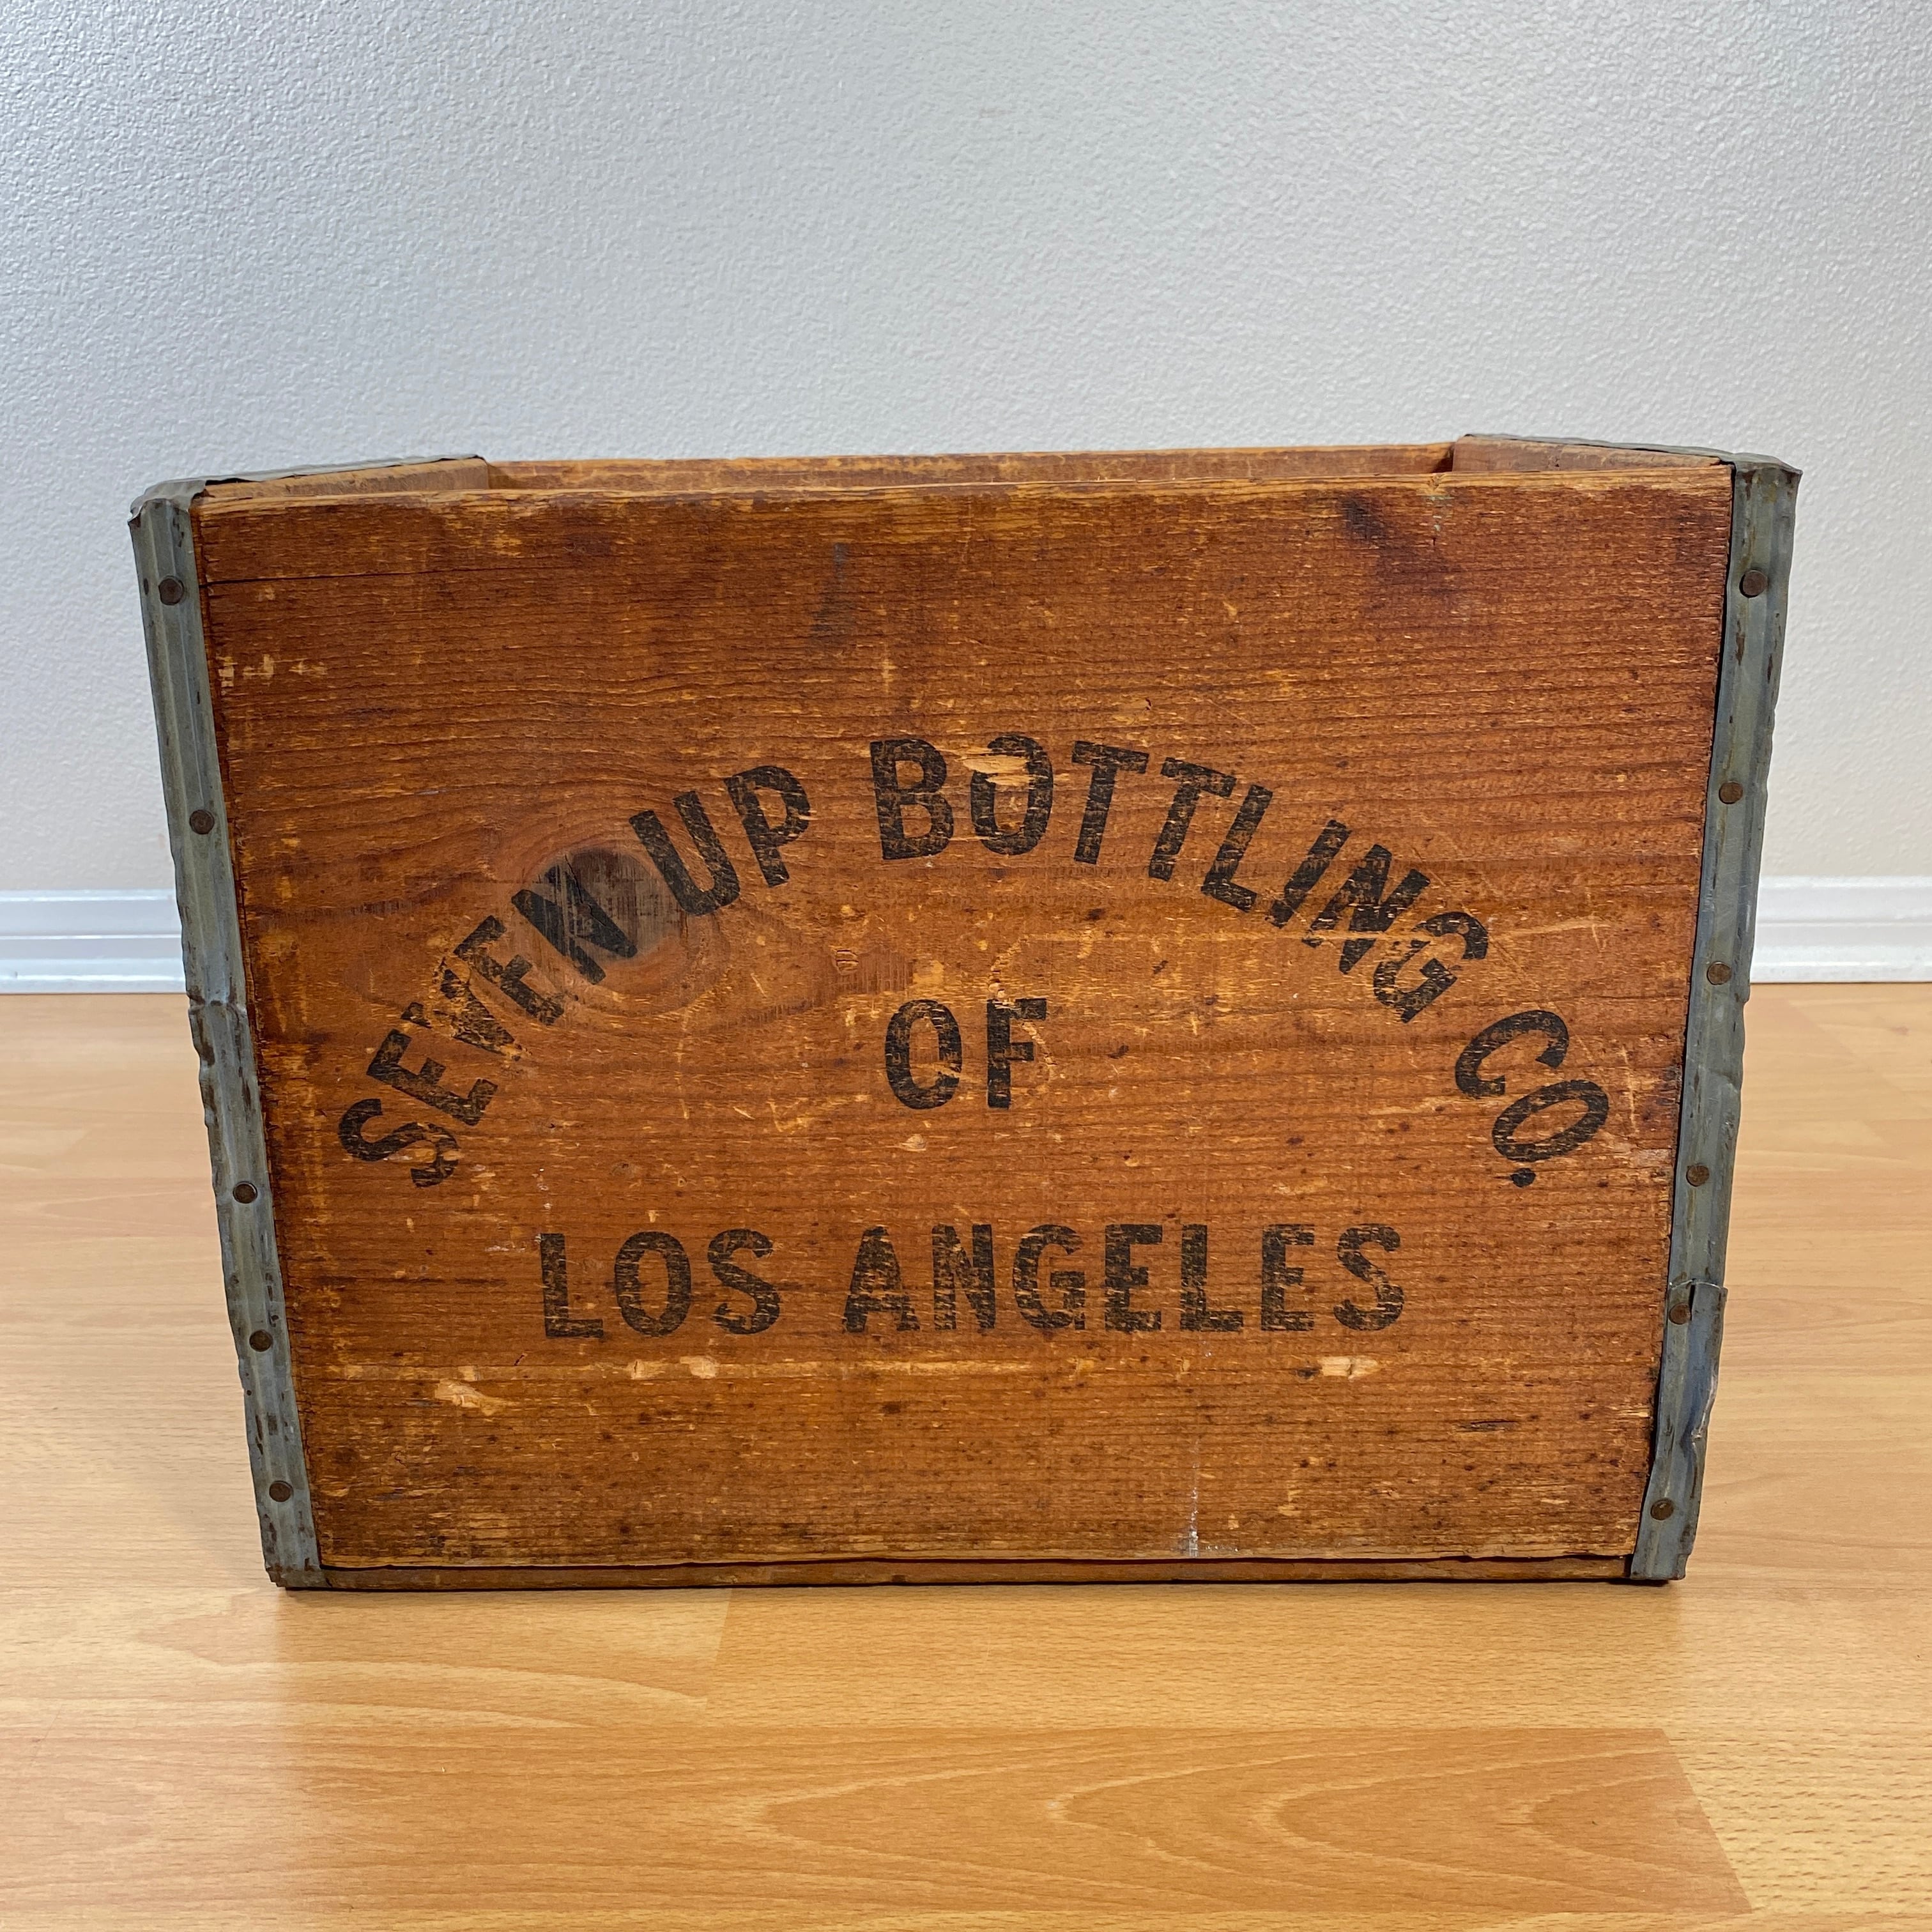 SEVEN UP BOTTLING CO.
OF
LOS ANGELES